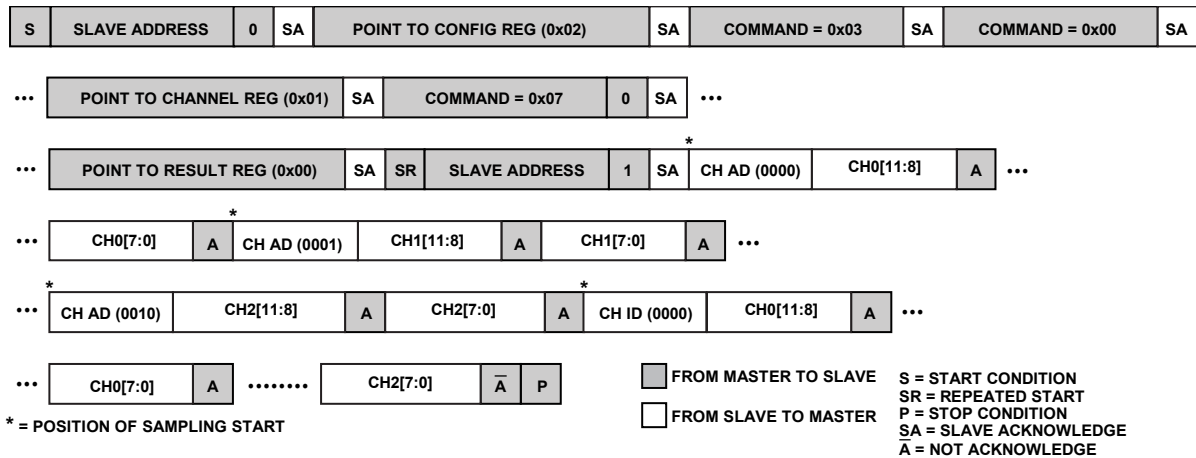 S SLAVE ADDRESS 0 SA POINT TO CONFIG REG (0x02) SA COMMAND = 0x03 SA COMMAND = 0x00 SA
••• POINT TO CHANNEL REG (0x01) SA COMMAND = 0x07 0 SA •••
*
••• POINT TO RESULT REG (0x00) SA SR SLAVE ADDRESS 1 SA CH AD (0000) CH0[11:8] A •••
*
••• CH0[7:0] A CH AD (0001) CH1[11:8] A CH1[7:0] A •••
* *
••• CH AD (0010) CH2[11:8] A CH2[7:0] A CH ID (0000) CH0[11:8] A •••
••• CH0[7:0] A •••••••• CH2[7:0] A̅ P
* = POSITION OF SAMPLING START
FROM MASTER TO SLAVE
FROM SLAVE TO MASTER
S = START CONDITION
SR = REPEATED START
P = STOP CONDITION
SA = SLAVE ACKNOWLEDGE
A̅ = NOT ACKNOWLEDGE